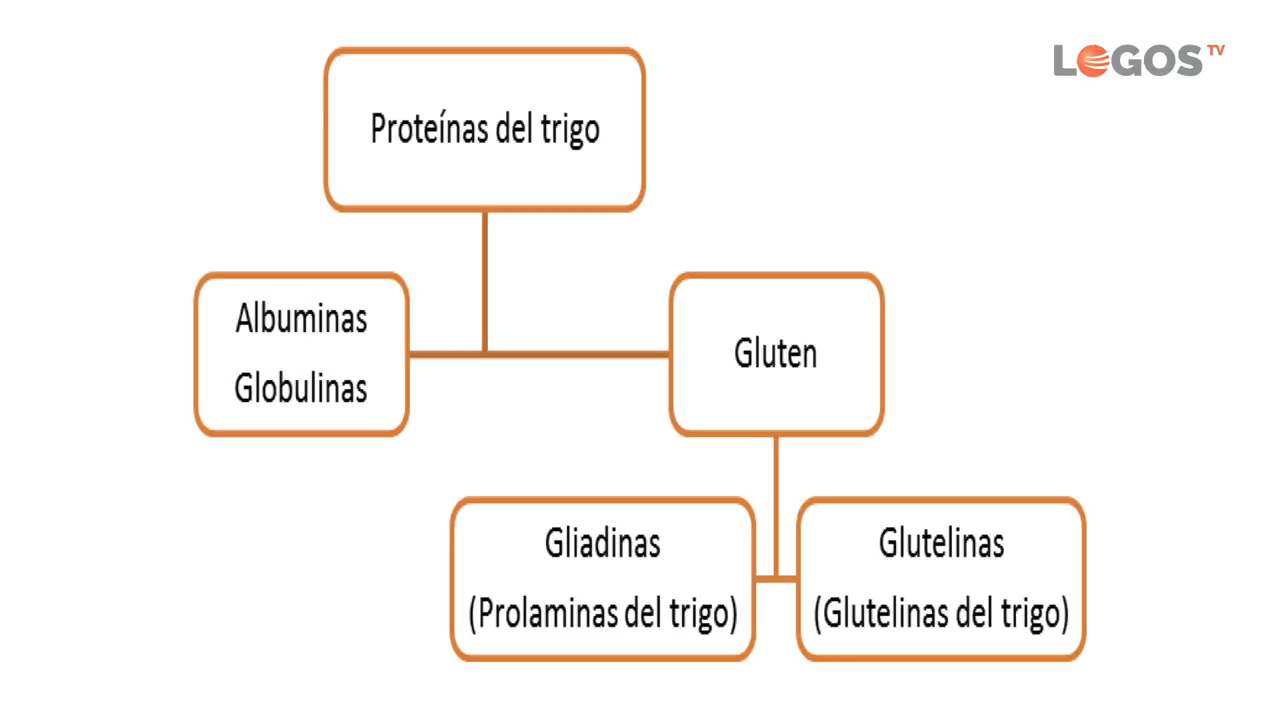 LOGOS TV
Proteínas del trigo
Albuminas
Globulinas
Gluten
Gliadinas
(Prolaminas del trigo)
Glutelinas
(Glutelinas del trigo)